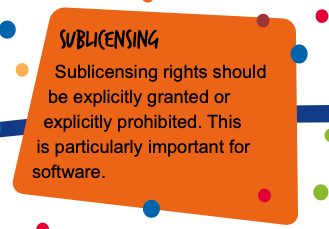 SUBLICENSING
Sublicensing rights should
be explicitly granted or
explicitly prohibited. This
is particularly important for
software.